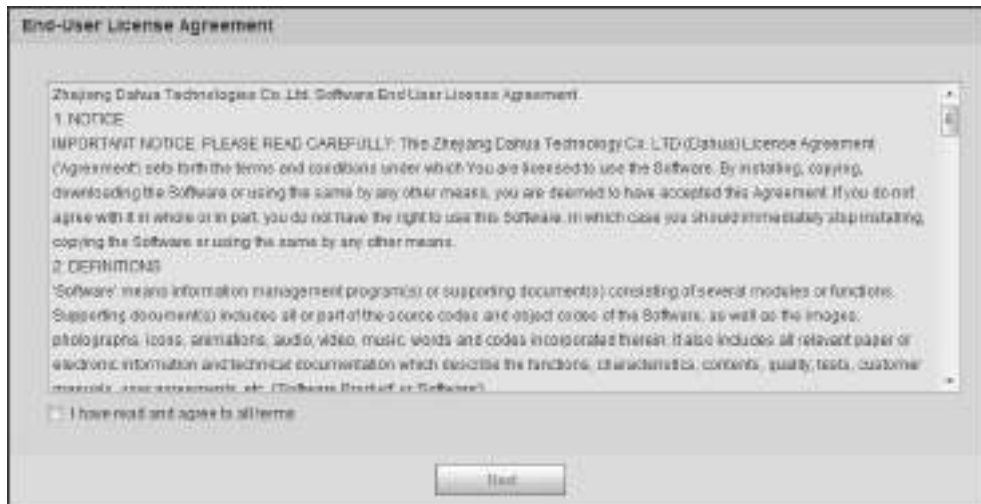 End-User License Agreement
Zhejiang Dahua Technologies Co.,Ltd. Software End User License Agreement
1. NOTICE
IMPORTANT NOTICE, PLEASE READ CAREFULLY: This Zhejiang Dahua Technology Co. LTD (Dahua) License Agreement
('Agreement') sets forth the terms and conditions under which You are licensed to use the Software. By installing, copying,
downloading the Software or using the same by any other means, you are deemed to have accepted this Agreement. If you do not
agree with it in whole or in part, you do not have the right to use this Software, in which case you should immediately stop installing,
copying the Software or using the same by any other means.
2. DEFINITIONS
'Software' means information management program(s) or supporting document(s) consisting of several modules or functions.
Supporting document(s) includes all or part of the source codes and object codes of the Software, as well as the images,
photographs, icons, animations, audio, video, music, words and codes incorporated therein. It also includes all relevant paper or
electronic information and technical documentation which describe the functions, characteristics, contents, quality, tests, customer
manuals, user agreements, etc. ('Software Product' or 'Software')
I have read and agree to all terms
Next